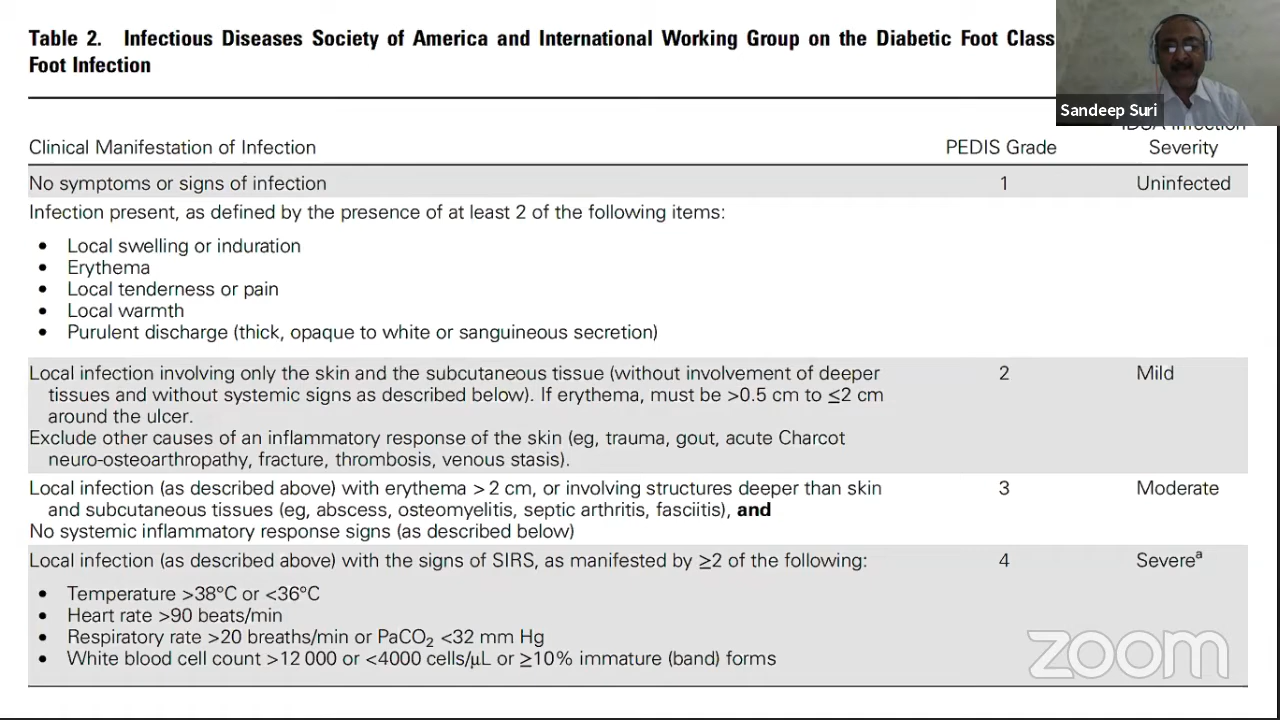 Table 2. Infectious Diseases Society of America and International Working Group on the Diabetic Foot Class
Foot Infection
Sandeep Suri
Clinical Manifestation of Infection PEDIS Grade IDSA Infection
Severity
No symptoms or signs of infection 1 Uninfected
Infection present, as defined by the presence of at least 2 of the following items:
• Local swelling or induration
• Erythema
• Local tenderness or pain
• Local warmth
• Purulent discharge (thick, opaque to white or sanguineous secretion)
Local infection involving only the skin and the subcutaneous tissue (without involvement of deeper 2 Mild
tissues and without systemic signs as described below). If erythema, must be >0.5 cm to ≤2 cm
around the ulcer.
Exclude other causes of an inflammatory response of the skin (eg, trauma, gout, acute Charcot
neuro-osteoarthropathy, fracture, thrombosis, venous stasis).
Local infection (as described above) with erythema > 2 cm, or involving structures deeper than skin 3 Moderate
and subcutaneous tissues (eg, abscess, osteomyelitis, septic arthritis, fasciitis), and
No systemic inflammatory response signs (as described below)
Local infection (as described above) with the signs of SIRS, as manifested by ≥2 of the following: 4 Severeᵃ
• Temperature >38°C or <36°C
• Heart rate >90 beats/min
• Respiratory rate >20 breaths/min or PaCO₂ <32 mm Hg
• White blood cell count >12 000 or <4000 cells/μL or ≥10% immature (band) forms
zoom